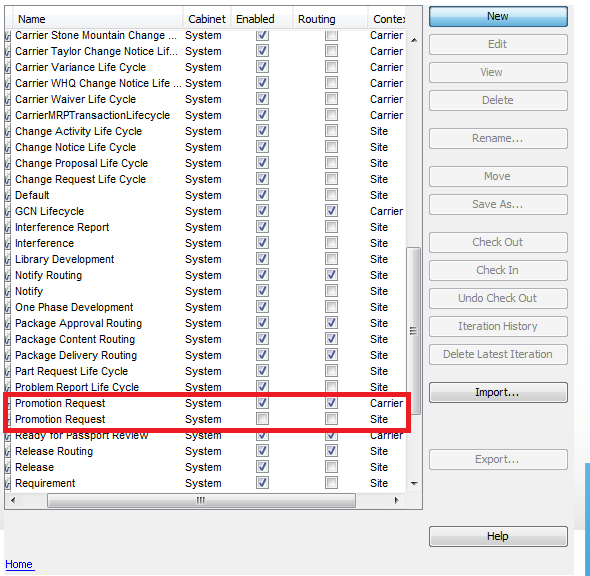 Name Cabinet Enabled Routing Contex
Carrier Stone Mountain Change ... System Carrier
Carrier Taylor Change Notice Lif... System Carrier
Carrier Variance Life Cycle System Carrier
Carrier WHQ Change Notice Life ... System Carrier
Carrier Waiver Life Cycle System Carrier
CarrierMRPTransactionLifecycle System Carrier
Change Activity Life Cycle System Site
Change Notice Life Cycle System Site
Change Proposal Life Cycle System Site
Change Request Life Cycle System Site
Default System Site
GCN Lifecycle System Carrier
Interference Report System Site
Interference System Site
Library Development System Site
Notify Routing System Site
Notify System Site
One Phase Development System Site
Package Approval Routing System Site
Package Content Routing System Site
Package Delivery Routing System Site
Part Request Life Cycle System Site
Problem Report Life Cycle System Site
Promotion Request System Carrier
Promotion Request System Site
Ready for Passport Review System Carrier
Release Routing System Site
Release System Site
Requirement System Site
New
Edit
View
Delete
Rename...
Move
Save As...
Check Out
Check In
Undo Check Out
Iteration History
Delete Latest Iteration
Import...
Export...
Help
Home